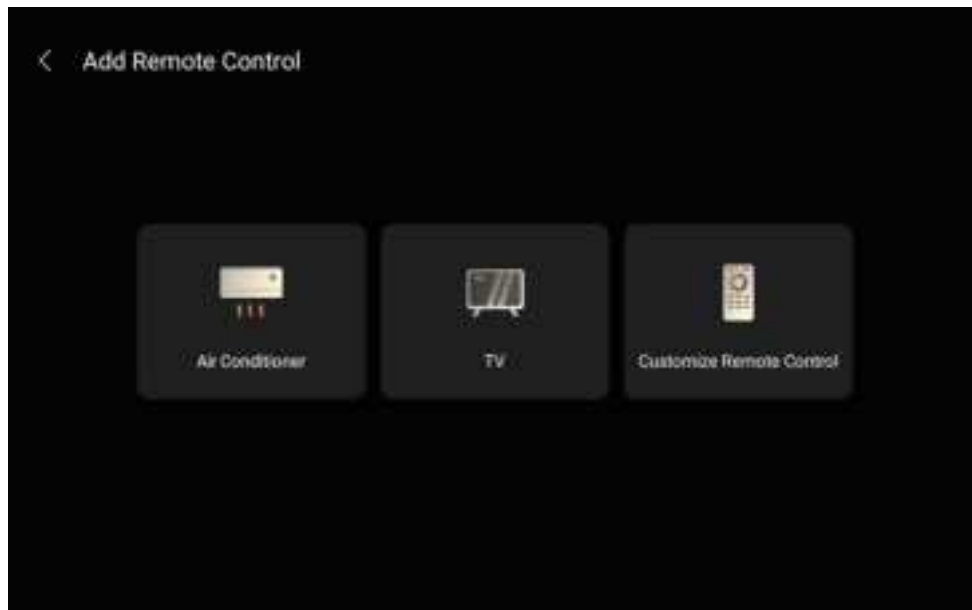 Add Remote Control
Air Conditioner
TV
Customize Remote Control